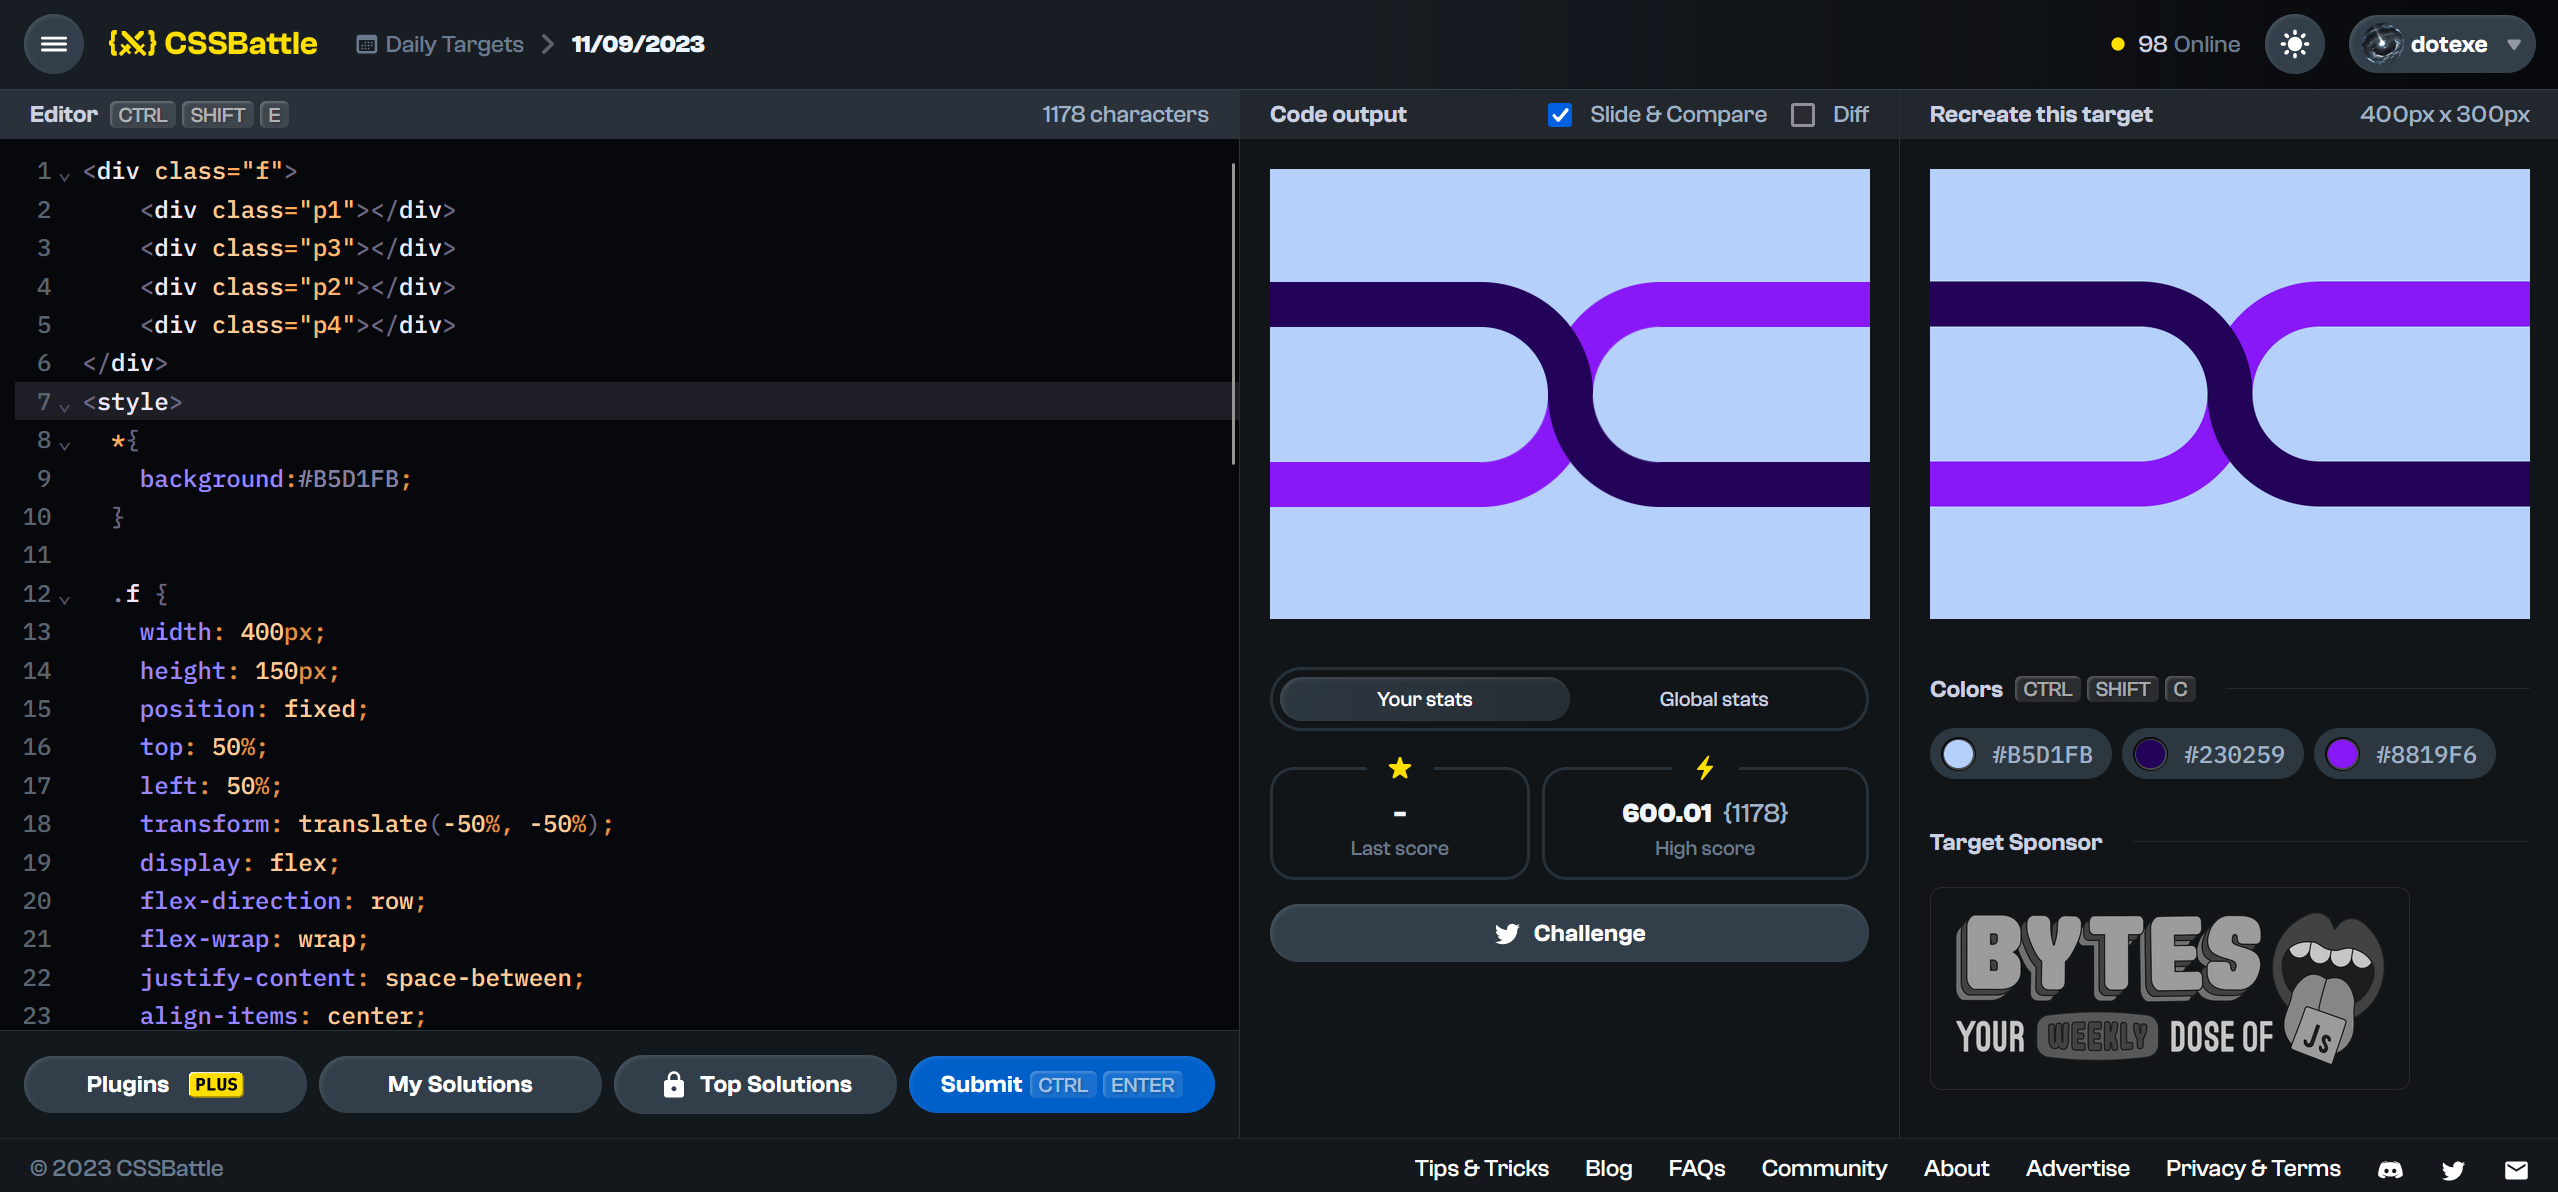 {X} CSSBattle
Daily Targets > 11/09/2023
98 Online
dotexe
Editor CTRL SHIFT E
1178 characters
1 <div class="f">
2 <div class="p1"></div>
3 <div class="p3"></div>
4 <div class="p2"></div>
5 <div class="p4"></div>
6 </div>
7 <style>
8 *{
9 background:#B5D1FB;
10 }
11
12 .f {
13 width: 400px;
14 height: 150px;
15 position: fixed;
16 top: 50%;
17 left: 50%;
18 transform: translate(-50%, -50%);
19 display: flex;
20 flex-direction: row;
21 flex-wrap: wrap;
22 justify-content: space-between;
23 align-items: center;
Plugins PLUS
My Solutions
Top Solutions
Submit CTRL ENTER
Code output
Slide & Compare
Diff
Your stats
Global stats
-
Last score
600.01 {1178}
High score
Challenge
Recreate this target
400px x 300px
Colors CTRL SHIFT C
#B5D1FB
#230259
#8819F6
Target Sponsor
BYTES
YOUR WEEKLY DOSE OF
JS
© 2023 CSSBattle
Tips & Tricks
Blog
FAQs
Community
About
Advertise
Privacy & Terms